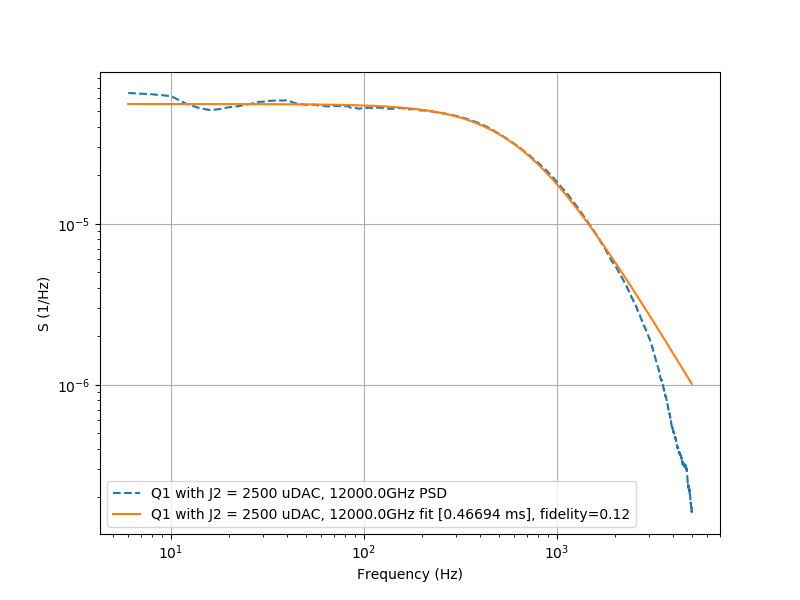 S (1/Hz)
10⁻⁵
10⁻⁶
10¹
10²
10³
Frequency (Hz)
Q1 with J2 = 2500 uDAC, 12000.0GHz PSD
Q1 with J2 = 2500 uDAC, 12000.0GHz fit [0.46694 ms], fidelity=0.12